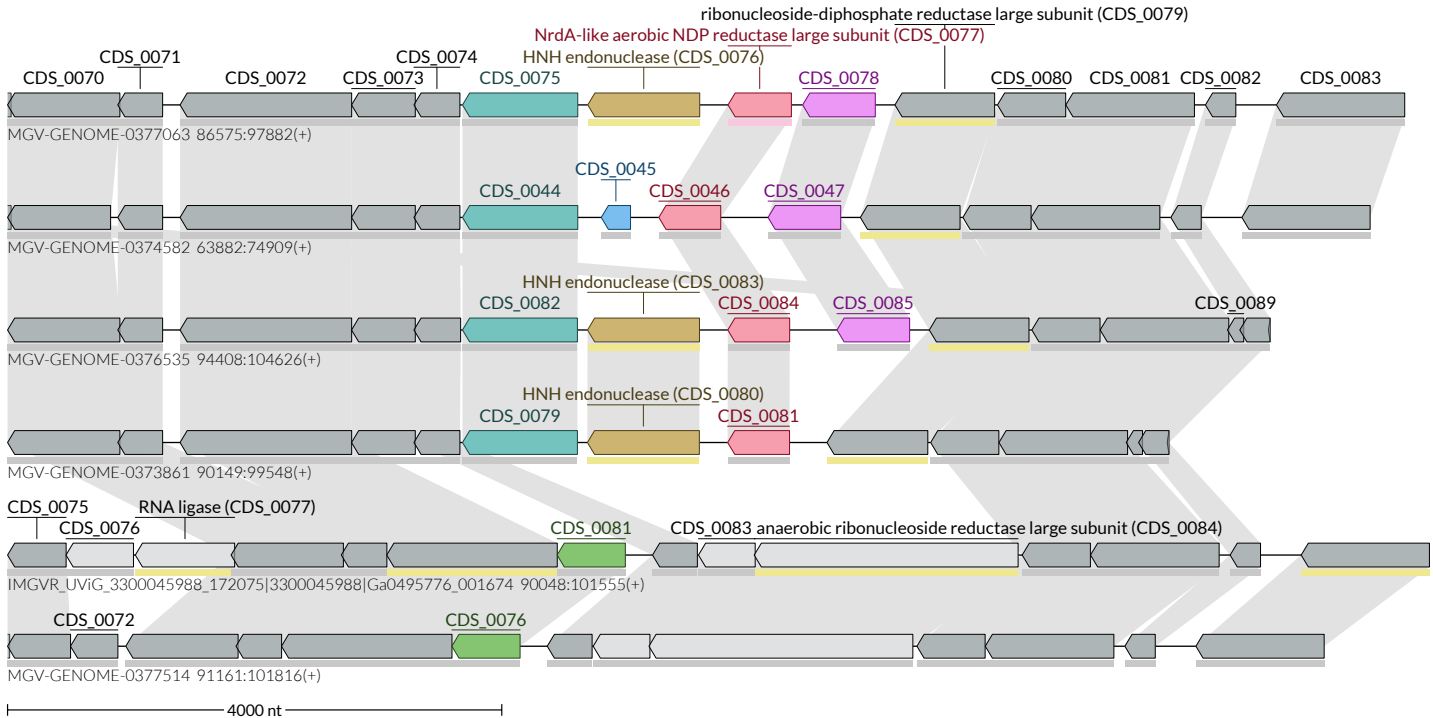 ribonucleoside-diphosphate reductase large subunit (CDS_0079)
NrdA-like aerobic NDP reductase large subunit (CDS_0077)
CDS_0071 CDS_0074 HNH endonuclease (CDS_0076)
CDS_0070 CDS_0072 CDS_0073 CDS_0075 CDS_0078 CDS_0080 CDS_0081 CDS_0082 CDS_0083
MGV-GENOME-0377063 86575:97882(+)
CDS_0045
CDS_0044 CDS_0046 CDS_0047
MGV-GENOME-0374582 63882:74909(+)
HNH endonuclease (CDS_0083)
CDS_0082 CDS_0084 CDS_0085 CDS_0089
MGV-GENOME-0376535 94408:104626(+)
HNH endonuclease (CDS_0080)
CDS_0079 CDS_0081
MGV-GENOME-0373861 90149:99548(+)
CDS_0075 RNA ligase (CDS_0077)
CDS_0076 CDS_0081 CDS_0083 anaerobic ribonucleoside reductase large subunit (CDS_0084)
IMGVR_UViG_3300045988_172075|3300045988|Ga0495776_001674 90048:101555(+)
CDS_0072 CDS_0076
MGV-GENOME-0377514 91161:101816(+)
4000 nt